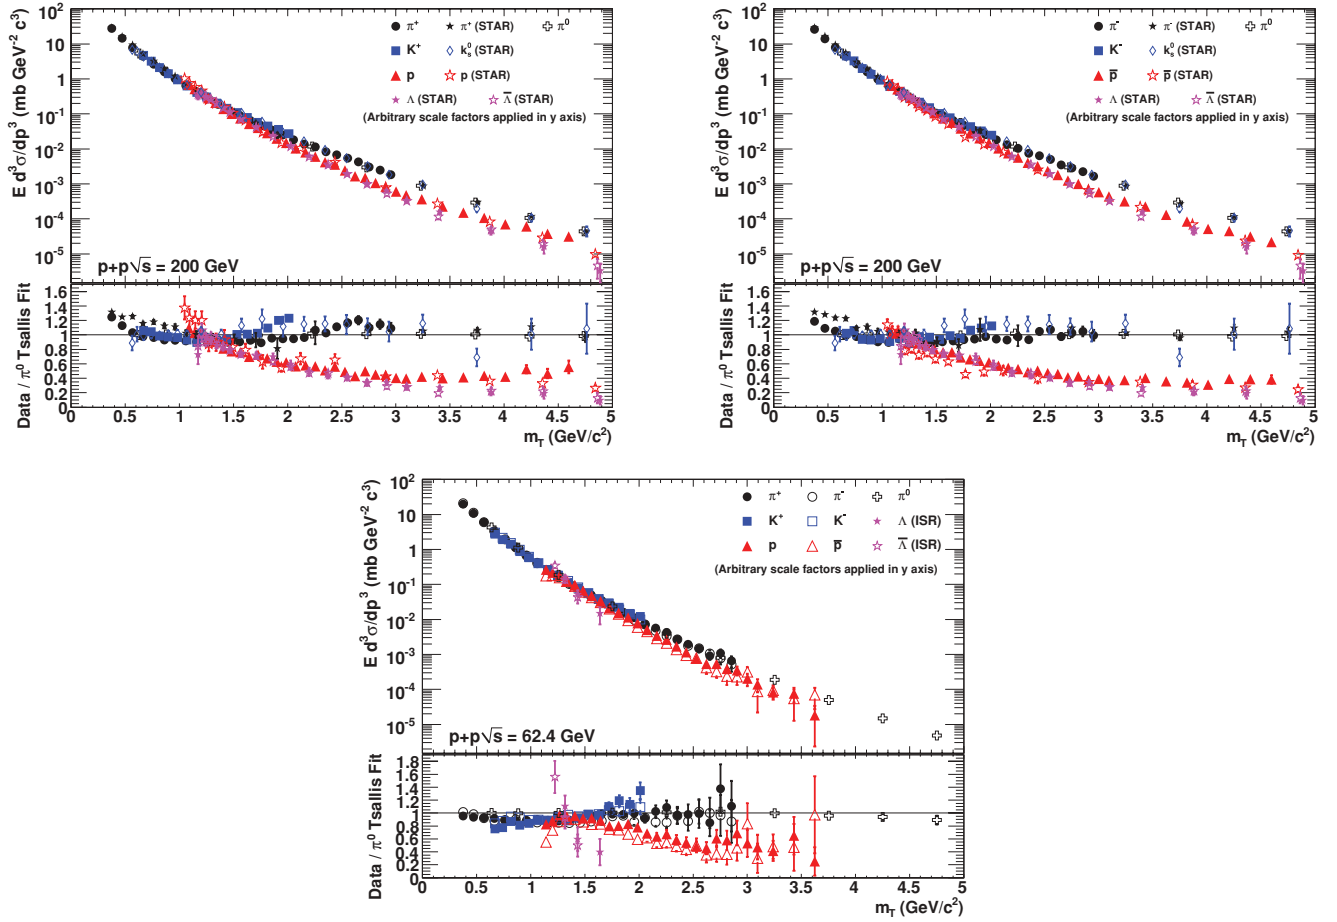 E d³σ/dp³ (mb GeV⁻² c³)
10²
10
1
10⁻¹
10⁻²
10⁻³
10⁻⁴
10⁻⁵
π⁺ π⁺ (STAR) π⁰
K⁺ k⁰ₛ (STAR)
p p (STAR)
Λ (STAR) Λ̅ (STAR)
(Arbitrary scale factors applied in y axis)
p+p √s = 200 GeV
Data / π⁰ Tsallis Fit
1.6
1.4
1.2
1
0.8
0.6
0.4
0.2
0
0 0.5 1 1.5 2 2.5 3 3.5 4 4.5 5
m_T (GeV/c²)
E d³σ/dp³ (mb GeV⁻² c³)
10²
10
1
10⁻¹
10⁻²
10⁻³
10⁻⁴
10⁻⁵
π⁻ π⁻ (STAR) π⁰
K⁻ k⁰ₛ (STAR)
p̅ p̅ (STAR)
Λ (STAR) Λ̅ (STAR)
(Arbitrary scale factors applied in y axis)
p+p √s = 200 GeV
Data / π⁰ Tsallis Fit
1.6
1.4
1.2
1
0.8
0.6
0.4
0.2
0
0 0.5 1 1.5 2 2.5 3 3.5 4 4.5 5
m_T (GeV/c²)
E d³σ/dp³ (mb GeV⁻² c³)
10²
10
1
10⁻¹
10⁻²
10⁻³
10⁻⁴
10⁻⁵
π⁺ π⁻ π⁰
K⁺ K⁻ Λ (ISR)
p p̅ Λ̅ (ISR)
(Arbitrary scale factors applied in y axis)
p+p √s = 62.4 GeV
Data / π⁰ Tsallis Fit
1.8
1.6
1.4
1.2
1.0
0.8
0.6
0.4
0.2
0
0 0.5 1 1.5 2 2.5 3 3.5 4 4.5 5
m_T (GeV/c²)